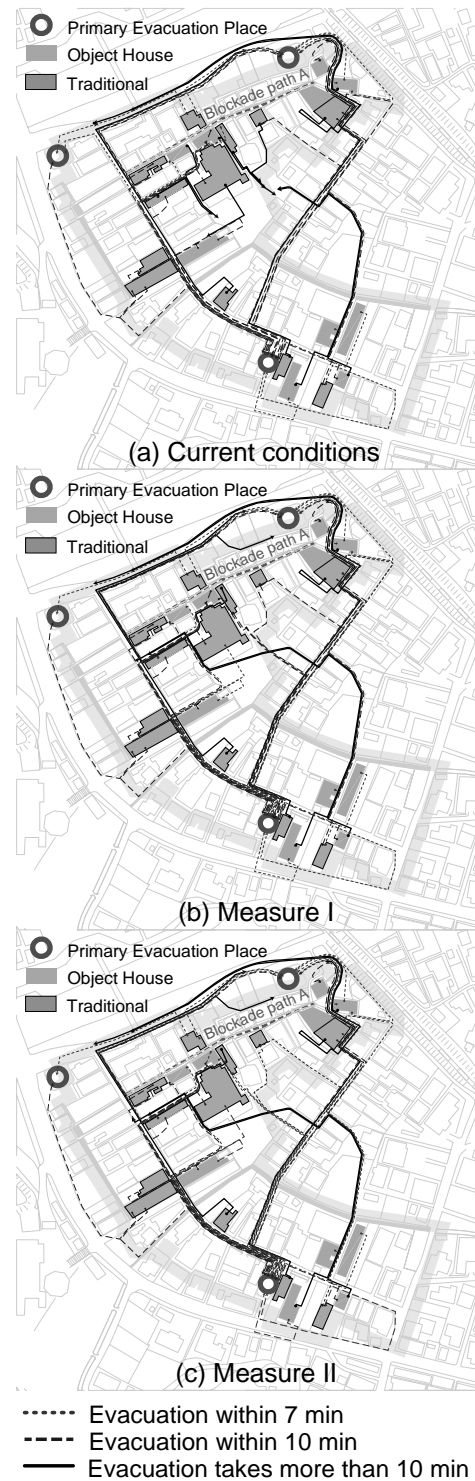 Primary Evacuation Place
Object House
Traditional
Blockade path A
(a) Current conditions
Primary Evacuation Place
Object House
Traditional
Blockade path A
(b) Measure I
Primary Evacuation Place
Object House
Traditional
Blockade path A
(c) Measure II
Evacuation within 7 min
Evacuation within 10 min
Evacuation takes more than 10 min